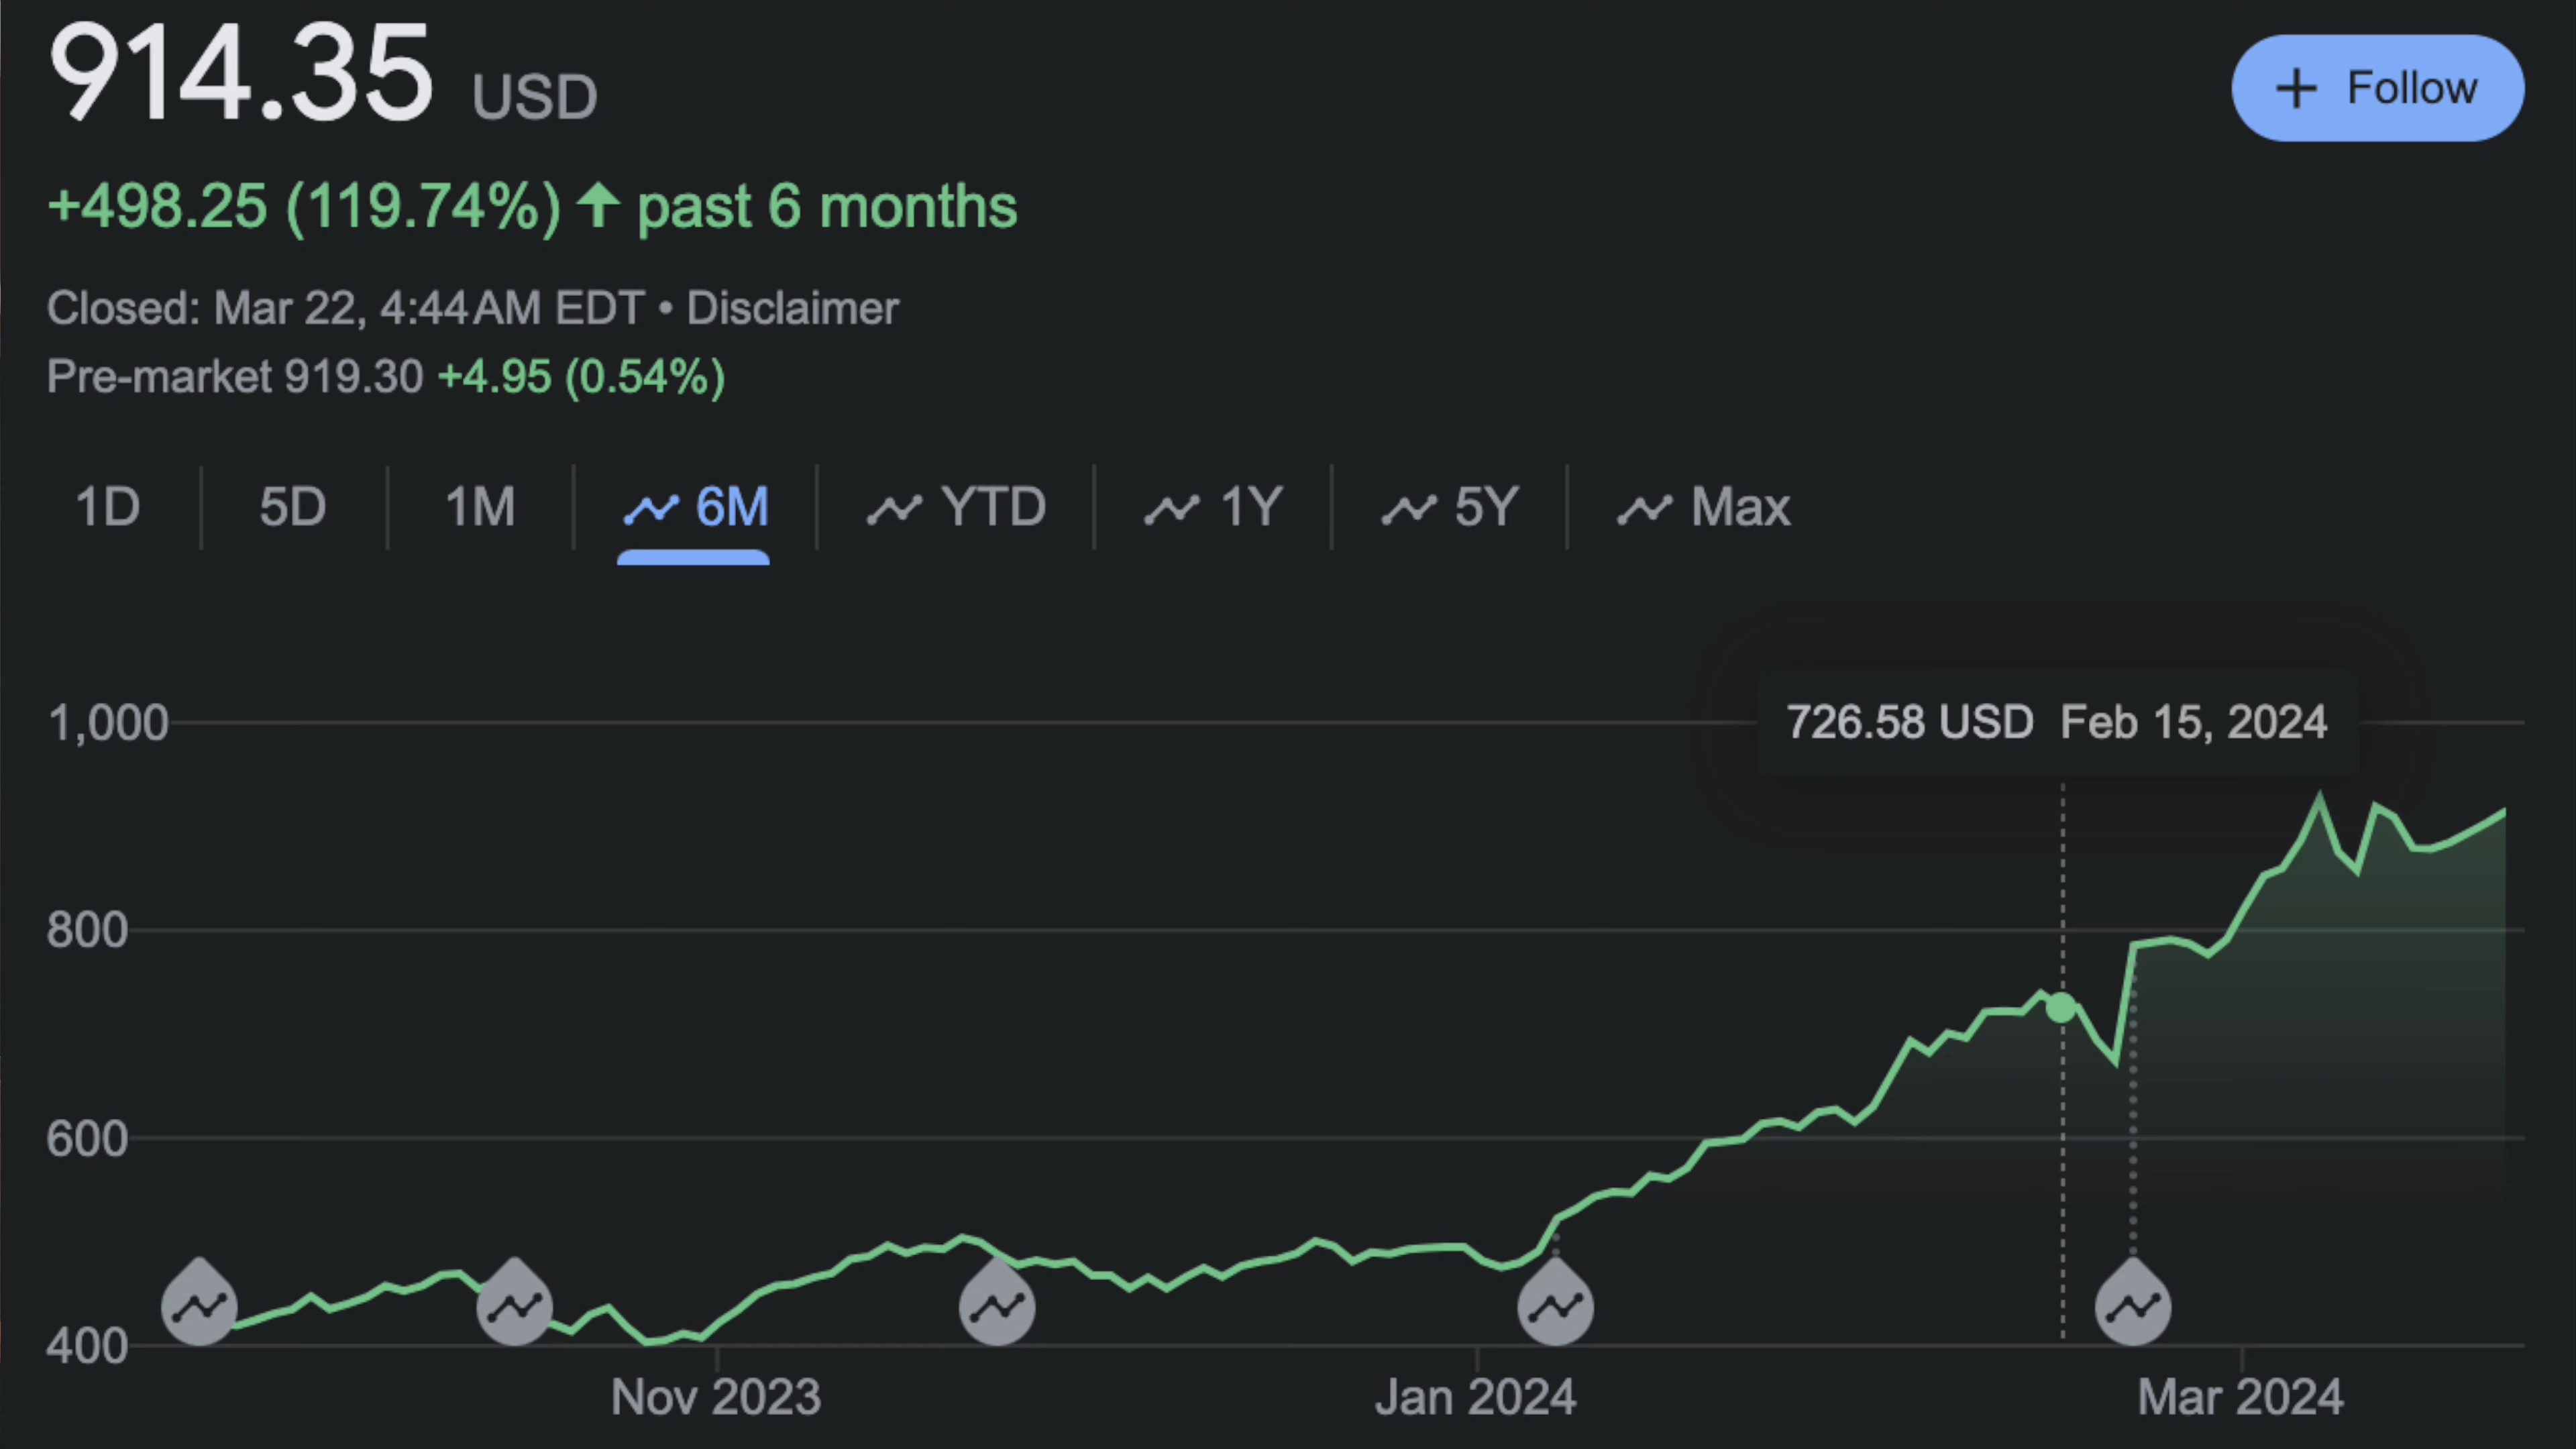 914.35 USD
+ Follow
+498.25 (119.74%) ↑ past 6 months
Closed: Mar 22, 4:44 AM EDT • Disclaimer
Pre-market 919.30 +4.95 (0.54%)
1D 5D 1M 6M YTD 1Y 5Y Max
726.58 USD Feb 15, 2024
1,000
800
600
400
Nov 2023 Jan 2024 Mar 2024